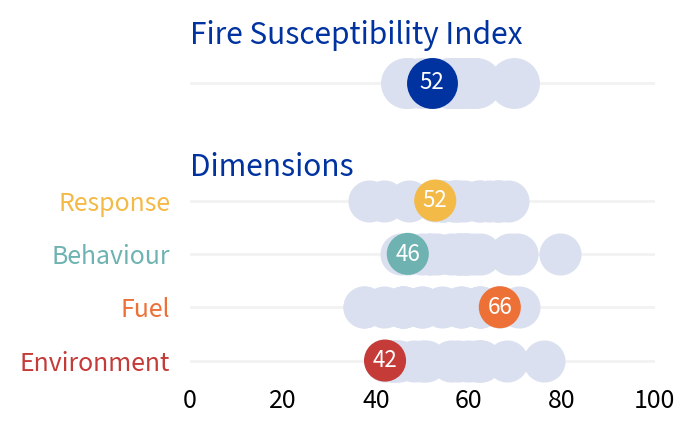 Fire Susceptibility Index
52
Dimensions
Response 52
Behaviour 46
Fuel 66
Environment 42
0 20 40 60 80 100